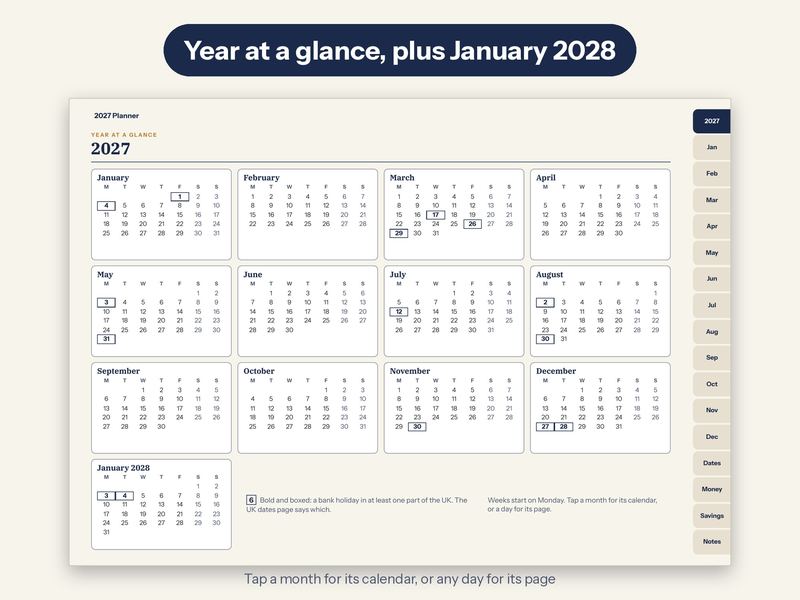 Year at a glance, plus January 2028
2027 Planner
YEAR AT A GLANCE
2027
January
M T W T F S S
1 2 3
4 5 6 7 8 9 10
11 12 13 14 15 16 17
18 19 20 21 22 23 24
25 26 27 28 29 30 31
February
M T W T F S S
1 2 3 4 5 6 7
8 9 10 11 12 13 14
15 16 17 18 19 20 21
22 23 24 25 26 27 28
March
M T W T F S S
1 2 3 4 5 6 7
8 9 10 11 12 13 14
15 16 17 18 19 20 21
22 23 24 25 26 27 28
29 30 31
April
M T W T F S S
1 2 3 4
5 6 7 8 9 10 11
12 13 14 15 16 17 18
19 20 21 22 23 24 25
26 27 28 29 30
May
M T W T F S S
1 2
3 4 5 6 7 8 9
10 11 12 13 14 15 16
17 18 19 20 21 22 23
24 25 26 27 28 29 30
31
June
M T W T F S S
1 2 3 4 5 6
7 8 9 10 11 12 13
14 15 16 17 18 19 20
21 22 23 24 25 26 27
28 29 30
July
M T W T F S S
1 2 3 4
5 6 7 8 9 10 11
12 13 14 15 16 17 18
19 20 21 22 23 24 25
26 27 28 29 30 31
August
M T W T F S S
1
2 3 4 5 6 7 8
9 10 11 12 13 14 15
16 17 18 19 20 21 22
23 24 25 26 27 28 29
30 31
September
M T W T F S S
1 2 3 4 5
6 7 8 9 10 11 12
13 14 15 16 17 18 19
20 21 22 23 24 25 26
27 28 29 30
October
M T W T F S S
1 2 3
4 5 6 7 8 9 10
11 12 13 14 15 16 17
18 19 20 21 22 23 24
25 26 27 28 29 30 31
November
M T W T F S S
1 2 3 4 5 6 7
8 9 10 11 12 13 14
15 16 17 18 19 20 21
22 23 24 25 26 27 28
29 30
December
M T W T F S S
1 2 3 4 5
6 7 8 9 10 11 12
13 14 15 16 17 18 19
20 21 22 23 24 25 26
27 28 29 30 31
January 2028
M T W T F S S
1 2
3 4 5 6 7 8 9
10 11 12 13 14 15 16
17 18 19 20 21 22 23
24 25 26 27 28 29 30
31
6 Bold and boxed: a bank holiday in at least one part of the UK. The
UK dates page says which.
Weeks start on Monday. Tap a month for its calendar,
or a day for its page.
2027
Jan
Feb
Mar
Apr
May
Jun
Jul
Aug
Sep
Oct
Nov
Dec
Dates
Money
Savings
Notes
Tap a month for its calendar, or any day for its page